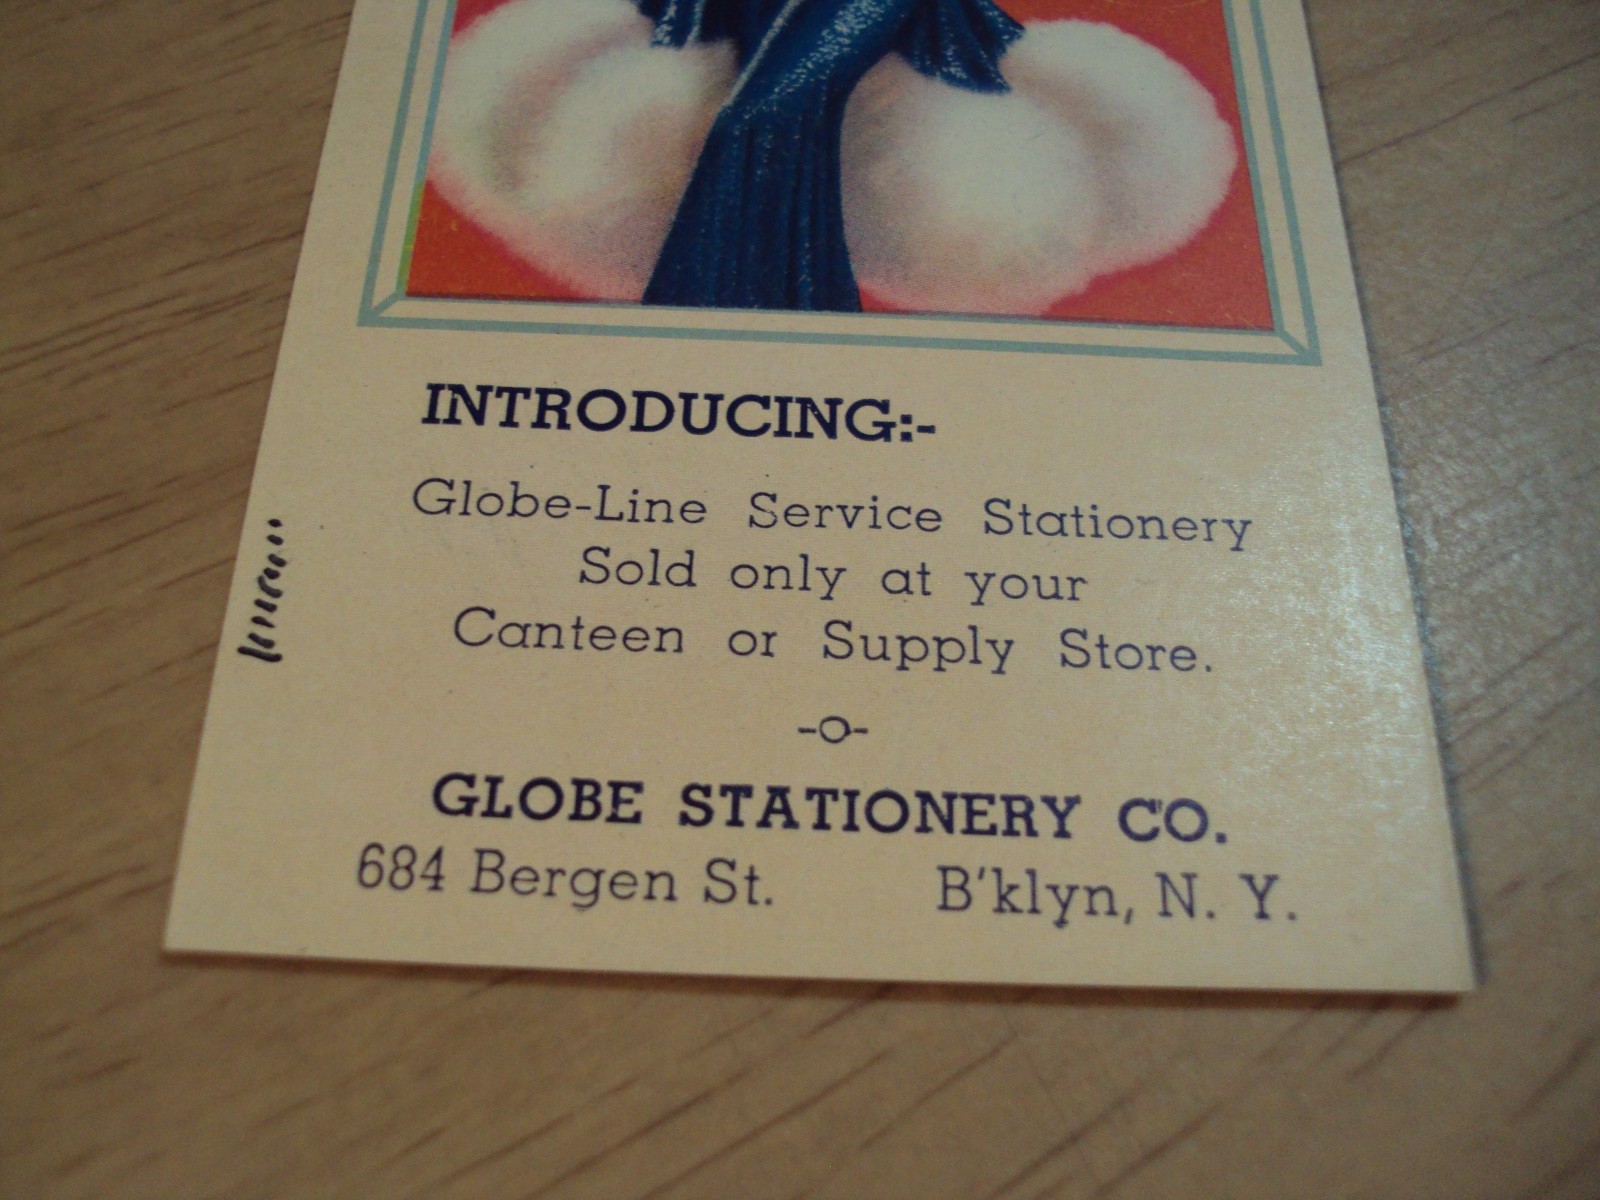 INTRODUCING:-
Globe-Line Service Stationery
Sold only at your
Canteen or Supply Store.
-o-
GLOBE STATIONERY CO.
684 Bergen St. B'klyn, N. Y.